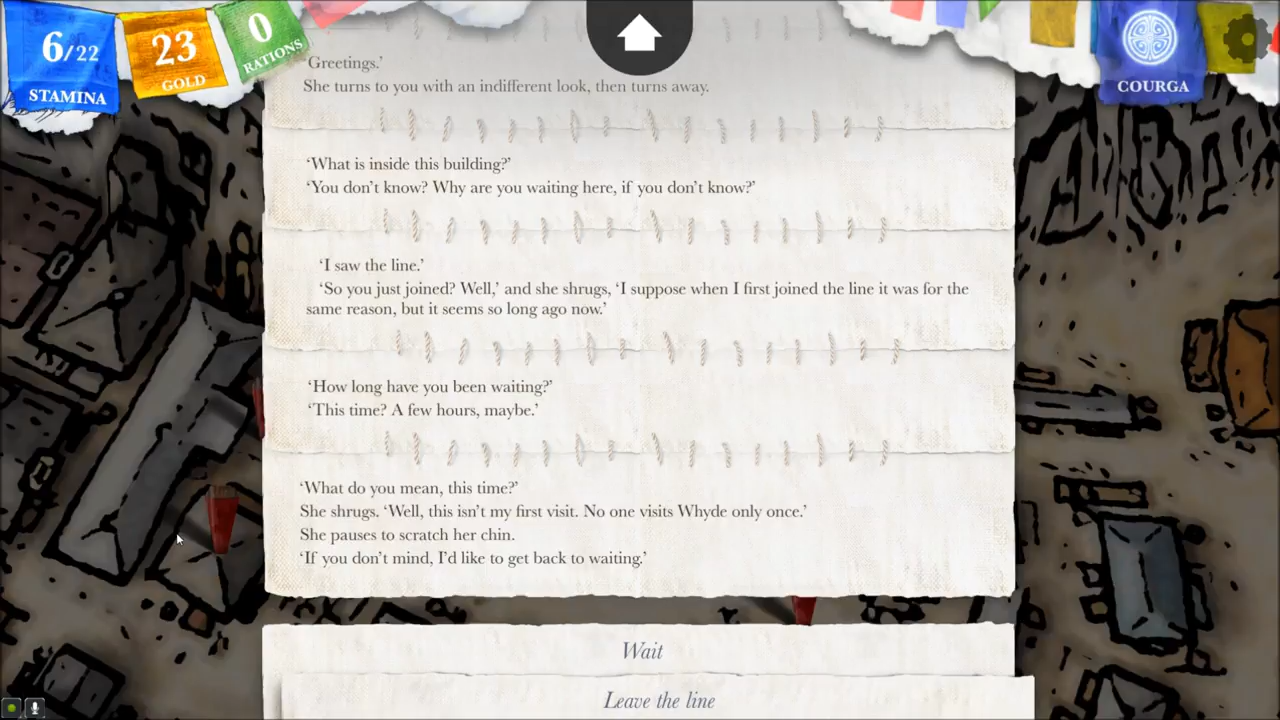 6/22
STAMINA
23
GOLD
0
RATIONS
COURGA
‘Greetings.’
She turns to you with an indifferent look, then turns away.
‘What is inside this building?’
‘You don’t know? Why are you waiting here, if you don’t know?’
‘I saw the line.’
‘So you just joined? Well,’ and she shrugs, ‘I suppose when I first joined the line it was for the
same reason, but it seems so long ago now.’
‘How long have you been waiting?’
‘This time? A few hours, maybe.’
‘What do you mean, this time?’
She shrugs. ‘Well, this isn’t my first visit. No one visits Whyde only once.’
She pauses to scratch her chin.
‘If you don’t mind, I’d like to get back to waiting.’
Wait
Leave the line